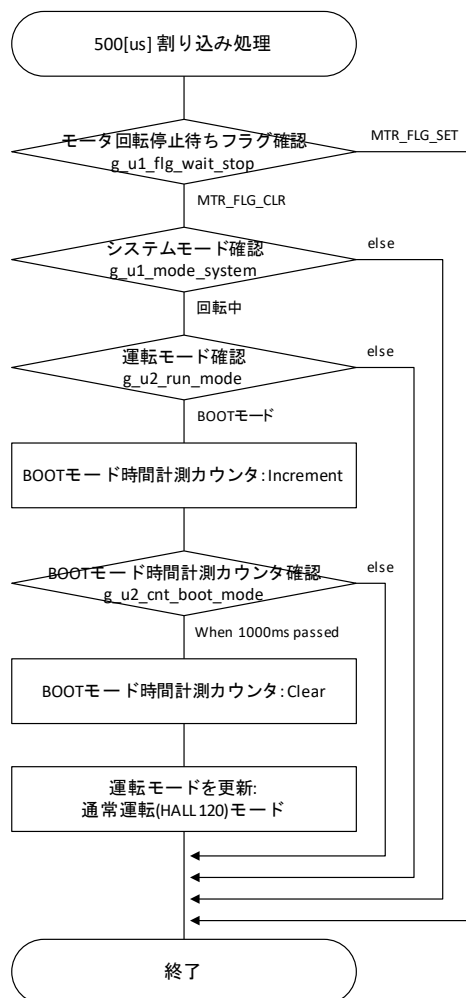 500[us] 割り込み処理
モータ回転停止待ちフラグ確認
g_u1_flg_wait_stop
MTR_FLG_SET
MTR_FLG_CLR
システムモード確認
g_u1_mode_system
else
回転中
運転モード確認
g_u2_run_mode
else
BOOTモード
BOOTモード時間計測カウンタ: Increment
BOOTモード時間計測カウンタ確認
g_u2_cnt_boot_mode
else
When 1000ms passed
BOOTモード時間計測カウンタ: Clear
運転モードを更新:
通常運転(HALL 120)モード
終了